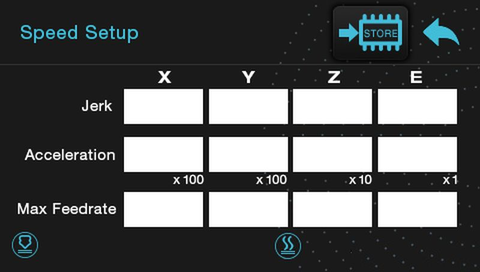 Speed Setup
STORE
X Y Z E
Jerk
Acceleration
x 100 x 100 x 10 x 1
Max Feedrate